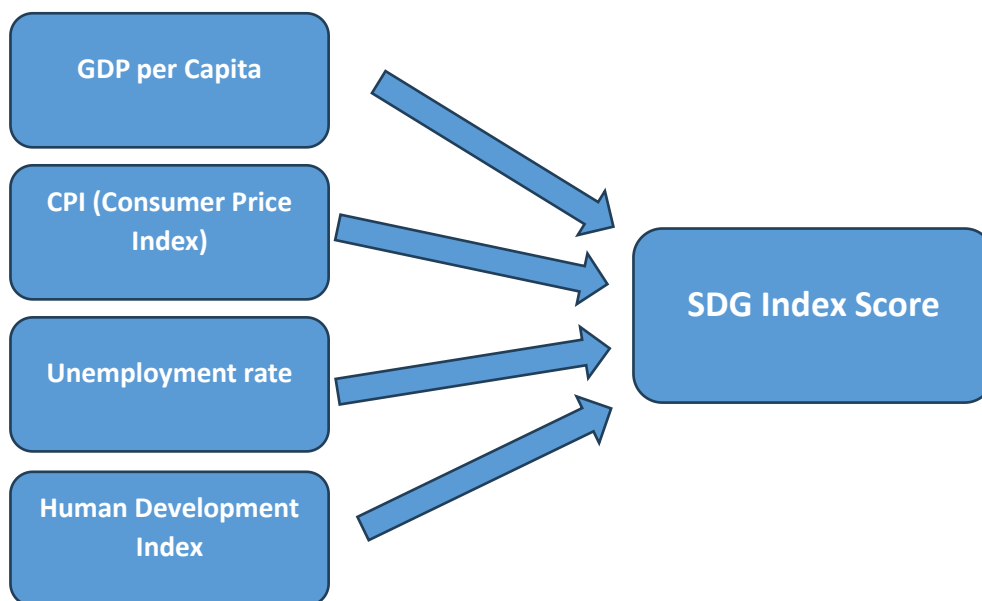 GDP per Capita
CPI (Consumer Price
Index)
Unemployment rate
Human Development
Index
SDG Index Score